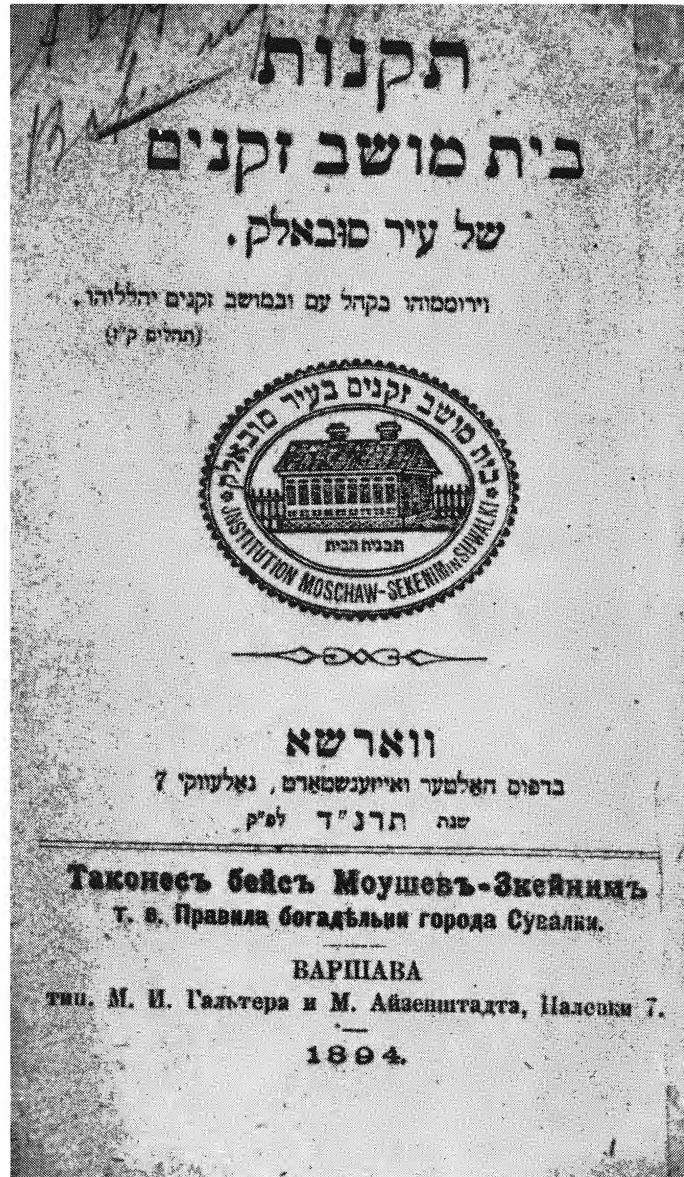 תקנות
בית מושב זקנים
של עיר סובאלק.
וירוממוהו בקהל עם ובמושב זקנים יהללוהו.
(תהלים ק"ז)
בית מושב זקנים בעיר סובאלק
תבנית הבית
INSTITUTION MOSCHAW-SEKENIM IN SUWALKI
ווארשא
בדפוס האלטער ואייזענשטאדט, נאלעווקי 7
שנת תרנ"ד לפ"ק
Таконесъ бейсъ Моушевъ-Зкейнимъ
т. е. Правила богадѣльни города Сувалки.
ВАРШАВА
тип. М. И. Гальтера и М. Айзенштадта, Налевки 7.
1894.